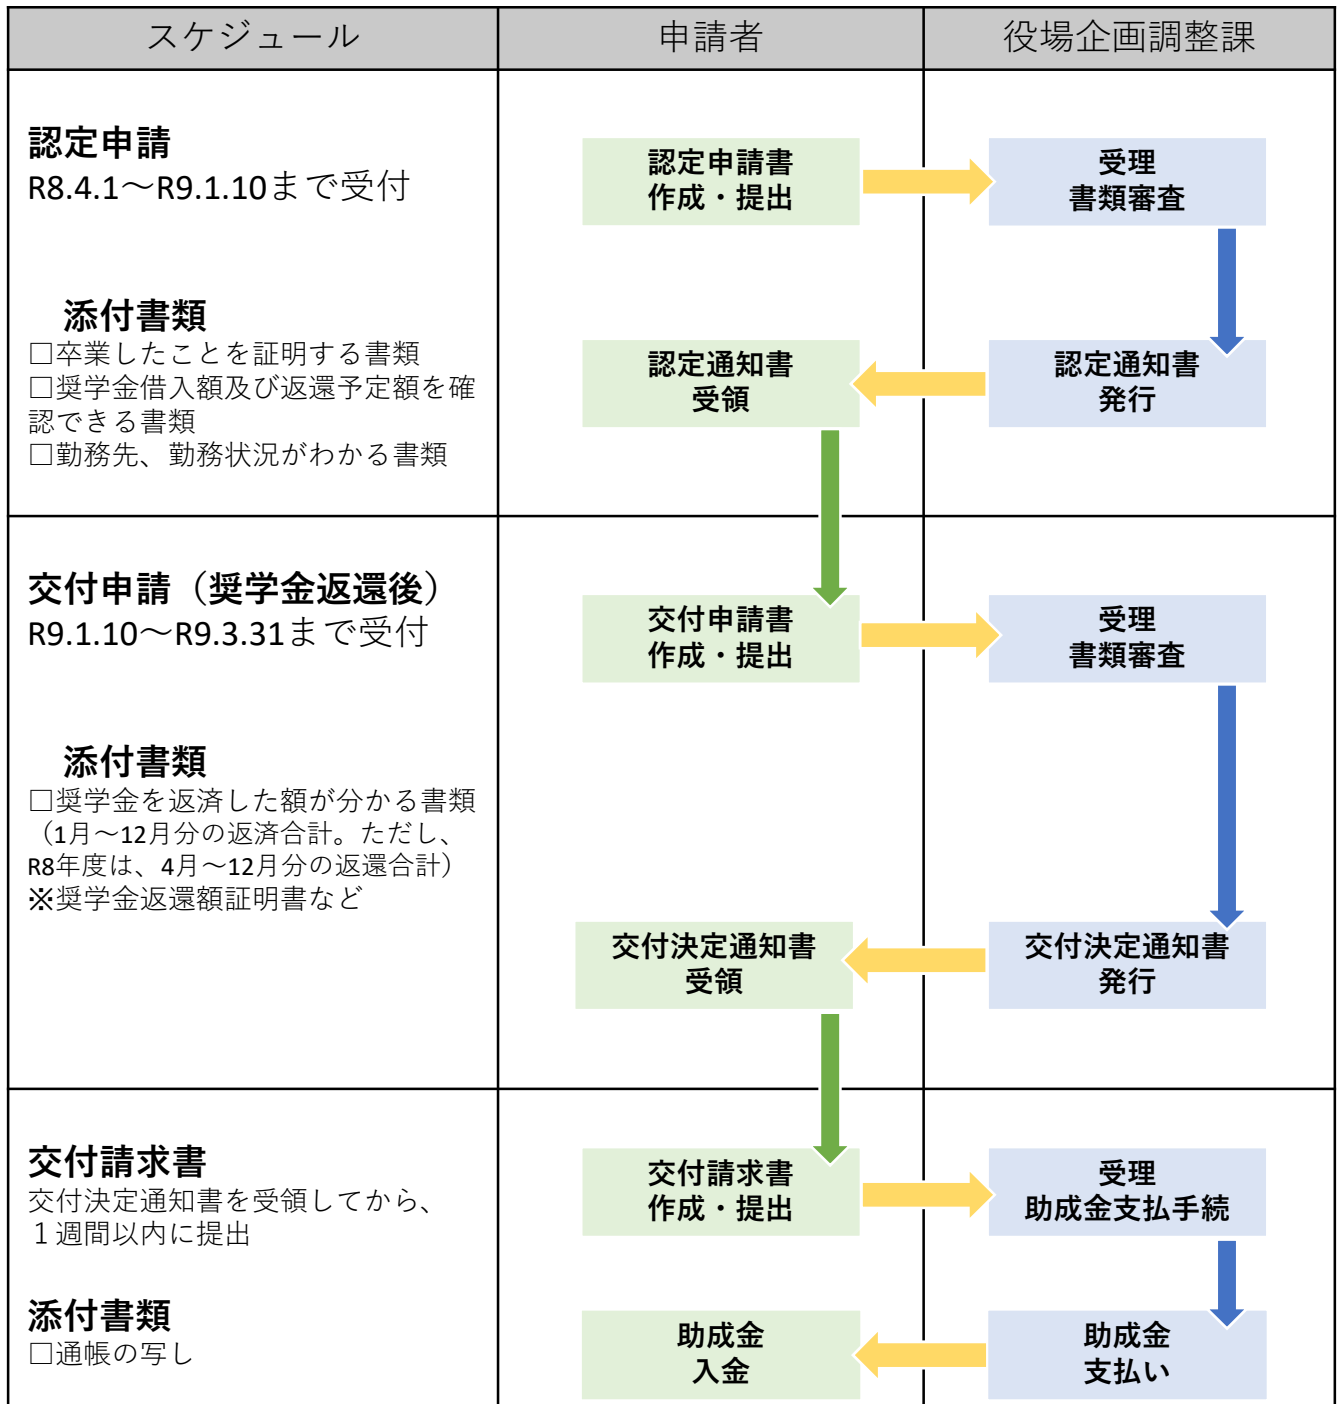 スケジュール
申請者
役場企画調整課
認定申請
R8.4.1～R9.1.10まで受付
添付書類
□卒業したことを証明する書類
□奨学金借入額及び返還予定額を確
認できる書類
□勤務先、勤務状況がわかる書類
認定申請書
作成・提出
受理
書類審査
認定通知書
受領
認定通知書
発行
交付申請（奨学金返還後）
R9.1.10～R9.3.31まで受付
添付書類
□奨学金を返済した額が分かる書類
（1月～12月分の返済合計。ただし、
R8年度は、4月～12月分の返還合計）
※奨学金返還額証明書など
交付申請書
作成・提出
受理
書類審査
交付決定通知書
受領
交付決定通知書
発行
交付請求書
交付決定通知書を受領してから、
１週間以内に提出
添付書類
□通帳の写し
交付請求書
作成・提出
受理
助成金支払手続
助成金
入金
助成金
支払い